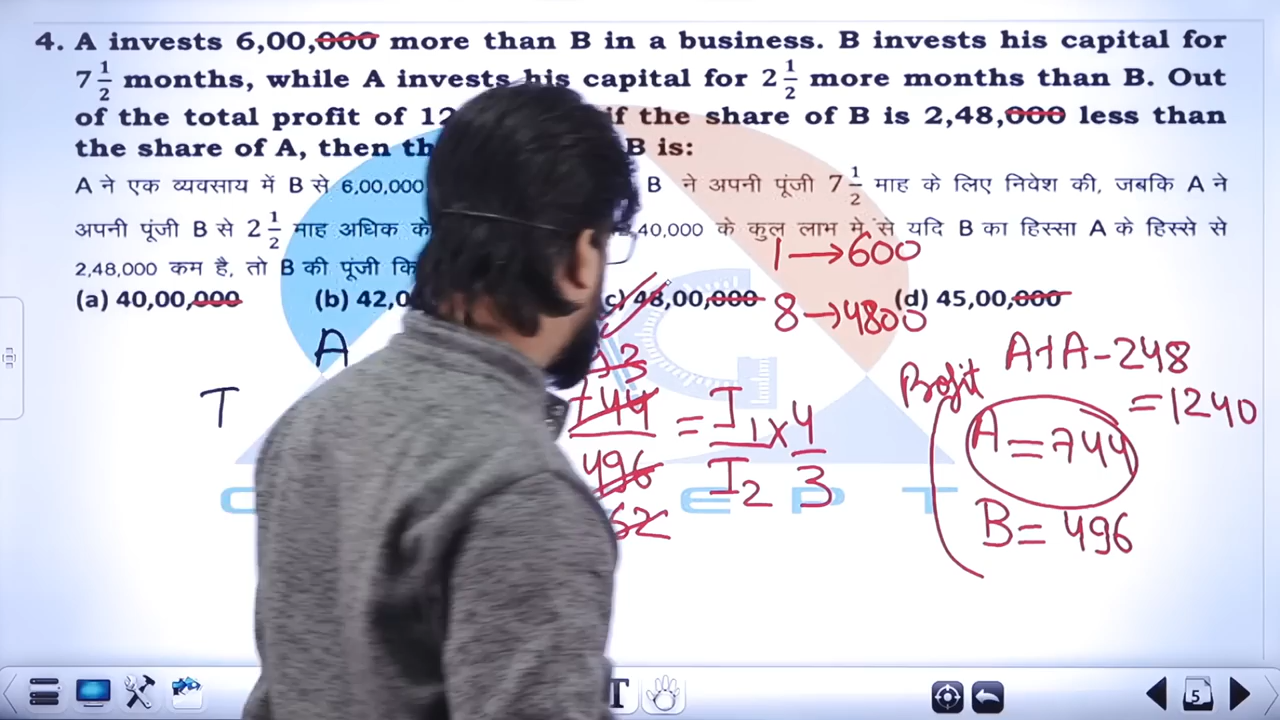 4. A invests 6,00,000 more than B in a business. B invests his capital for
7 1/2 months, while A invests his capital for 2 1/2 more months than B. Out
of the total profit of 12 if the share of B is 2,48,000 less than
the share of A, then th B is:
A ने एक व्यवसाय में B से 6,00,000 B ने अपनी पूंजी 7 1/2 माह के लिए निवेश की, जबकि A ने
अपनी पूंजी B से 2 1/2 माह अधिक के 40,000 के कुल लाभ मे से यदि B का हिस्सा A के हिस्से से
2,48,000 कम है, तो B की पूंजी कि
1 → 600
(a) 40,00,000 (b) 42,0 c) 48,00,000 (d) 45,00,000
8 → 4800
A
T
496
= I1/I2 × 4/3
Profit
A+A-248
= 1240
A = 744
B = 496
T
5